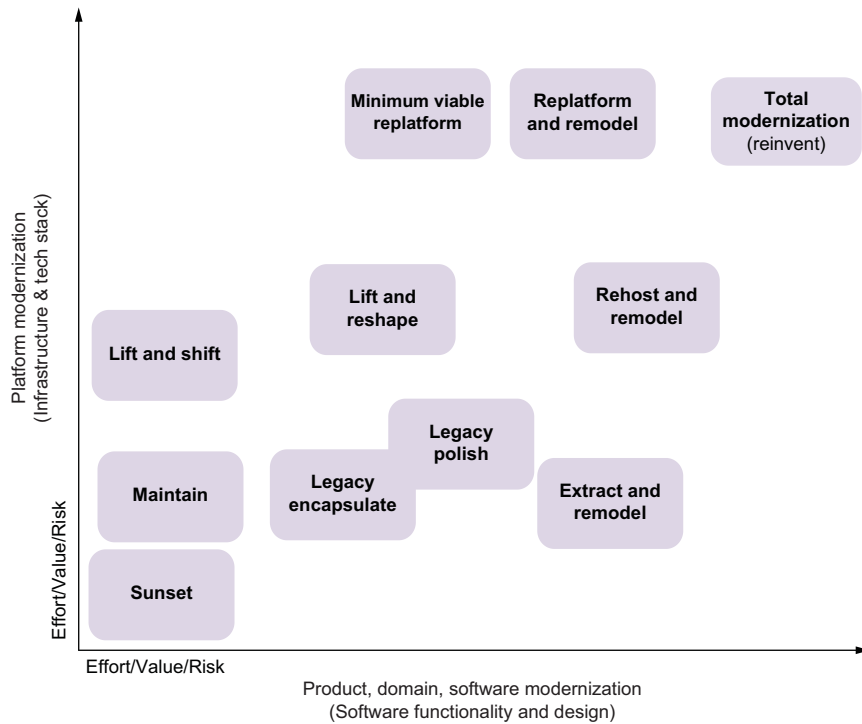 Minimum viable
replatform
Replatform
and remodel
Total
modernization
(reinvent)
Platform modernization
(Infrastructure & tech stack)
Lift and
reshape
Rehost and
remodel
Lift and shift
Legacy
polish
Maintain
Legacy
encapsulate
Extract and
remodel
Effort/Value/Risk
Sunset
Effort/Value/Risk
Product, domain, software modernization
(Software functionality and design)